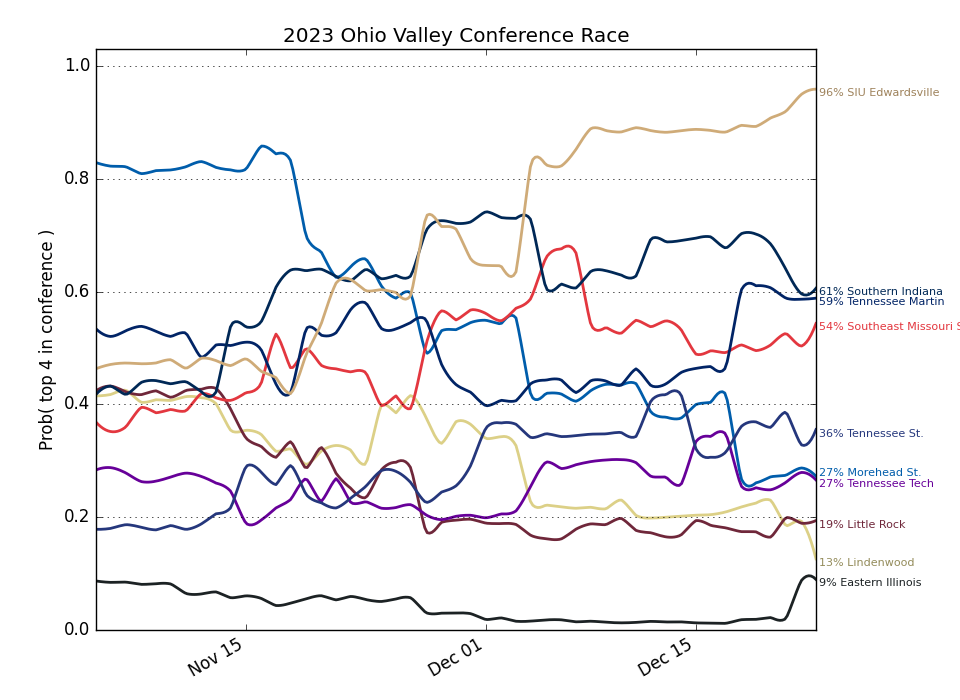 2023 Ohio Valley Conference Race
Prob( top 4 in conference )
1.0
0.8
0.6
0.4
0.2
0.0
Nov 15
Dec 01
Dec 15
96% SIU Edwardsville
61% Southern Indiana
59% Tennessee Martin
54% Southeast Missouri S
36% Tennessee St.
27% Morehead St.
27% Tennessee Tech
19% Little Rock
13% Lindenwood
9% Eastern Illinois